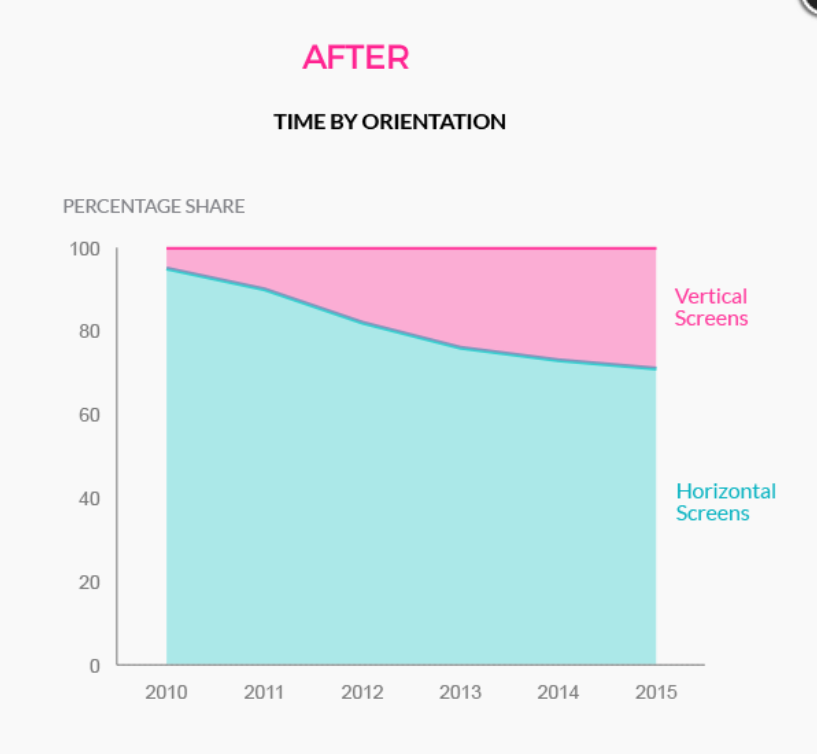 AFTER
TIME BY ORIENTATION
PERCENTAGE SHARE
100
80
60
40
20
0
Vertical
Screens
Horizontal
Screens
2010 2011 2012 2013 2014 2015